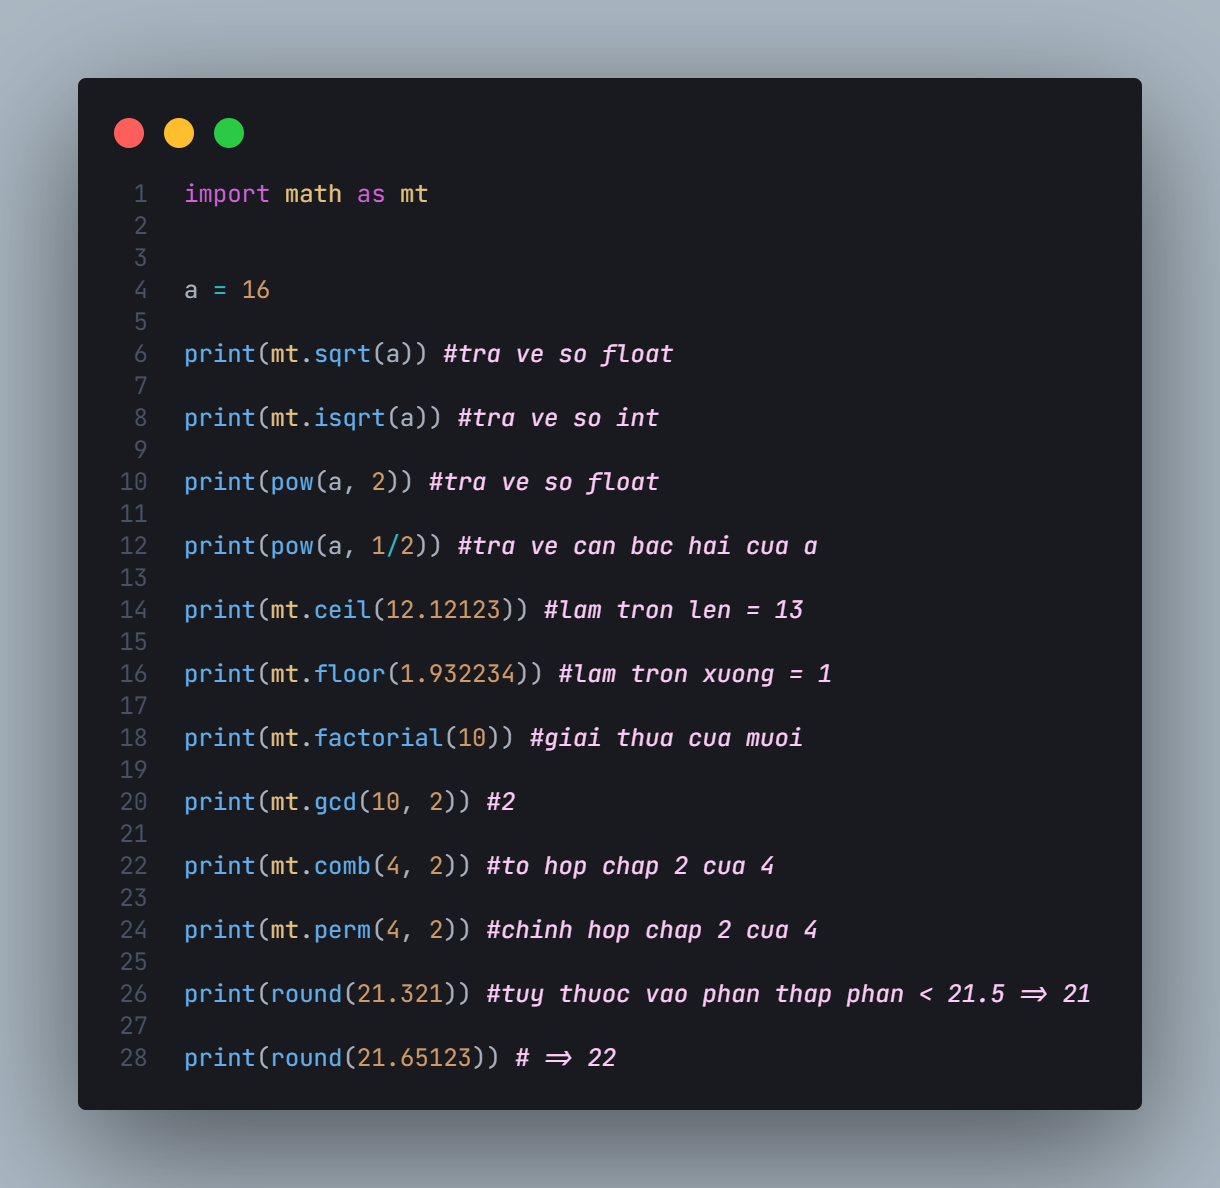 1 import math as mt
2
3
4 a = 16
5
6 print(mt.sqrt(a)) #tra ve so float
7
8 print(mt.isqrt(a)) #tra ve so int
9
10 print(pow(a, 2)) #tra ve so float
11
12 print(pow(a, 1/2)) #tra ve can bac hai cua a
13
14 print(mt.ceil(12.12123)) #lam tron len = 13
15
16 print(mt.floor(1.932234)) #lam tron xuong = 1
17
18 print(mt.factorial(10)) #giai thua cua muoi
19
20 print(mt.gcd(10, 2)) #2
21
22 print(mt.comb(4, 2)) #to hop chap 2 cua 4
23
24 print(mt.perm(4, 2)) #chinh hop chap 2 cua 4
25
26 print(round(21.321)) #tuy thuoc vao phan thap phan < 21.5 => 21
27
28 print(round(21.65123)) # => 22